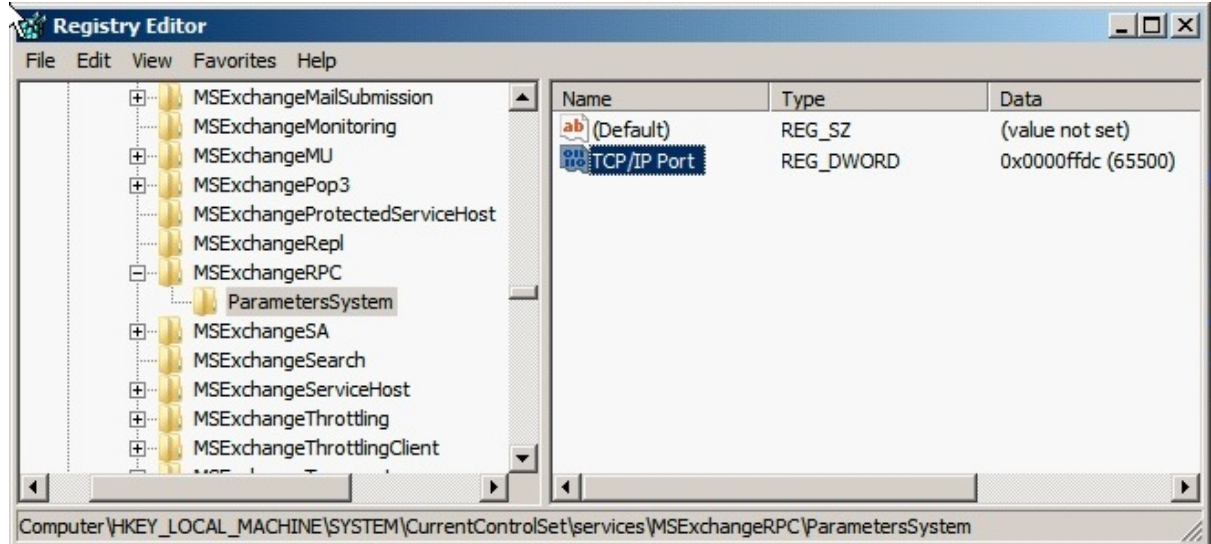 Registry Editor
File Edit View Favorites Help
MSExchangeMailSubmission
MSExchangeMonitoring
MSExchangeMU
MSExchangePop3
MSExchangeProtectedServiceHost
MSExchangeRepl
MSExchangeRPC
ParametersSystem
MSExchangeSA
MSExchangeSearch
MSExchangeServiceHost
MSExchangeThrottling
MSExchangeThrottlingClient
Name Type Data
(Default) REG_SZ (value not set)
TCP/IP Port REG_DWORD 0x0000ffdc (65500)
Computer\HKEY_LOCAL_MACHINE\SYSTEM\CurrentControlSet\services\MSExchangeRPC\ParametersSystem